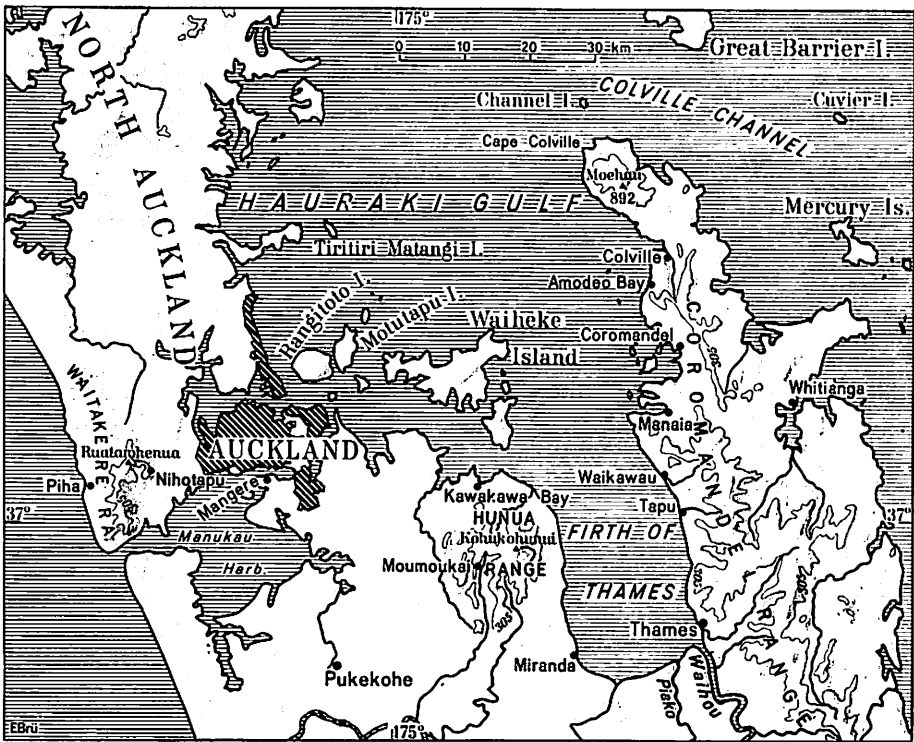 175°
0 10 20 30 km
Great Barrier I.
NORTH AUCKLAND
Channel I.
COLVILLE CHANNEL
Cuvier I.
Cape Colville
Moehau
892
HAURAKI GULF
Mercury Is.
Tiritiri Matangi I.
Colville
Amodeo Bay
Rangitoto I.
Motutapu I.
Waiheke
Island
Coromandel
COROMANDEL RANGE
305
WAITAKERE RA.
Whitianga
Manaia
AUCKLAND
Piha
Nihotapu
Mangere
Waikawau
Kawakawa Bay
Tapu
37°
37°
HUNUA
FIRTH OF
Manukau
Kohukohunui
Harb.
Moumoukai
RANGE
305
305
THAMES
305
Thames
Miranda
Pukekohe
Piako
Waihou
175°
EBrü